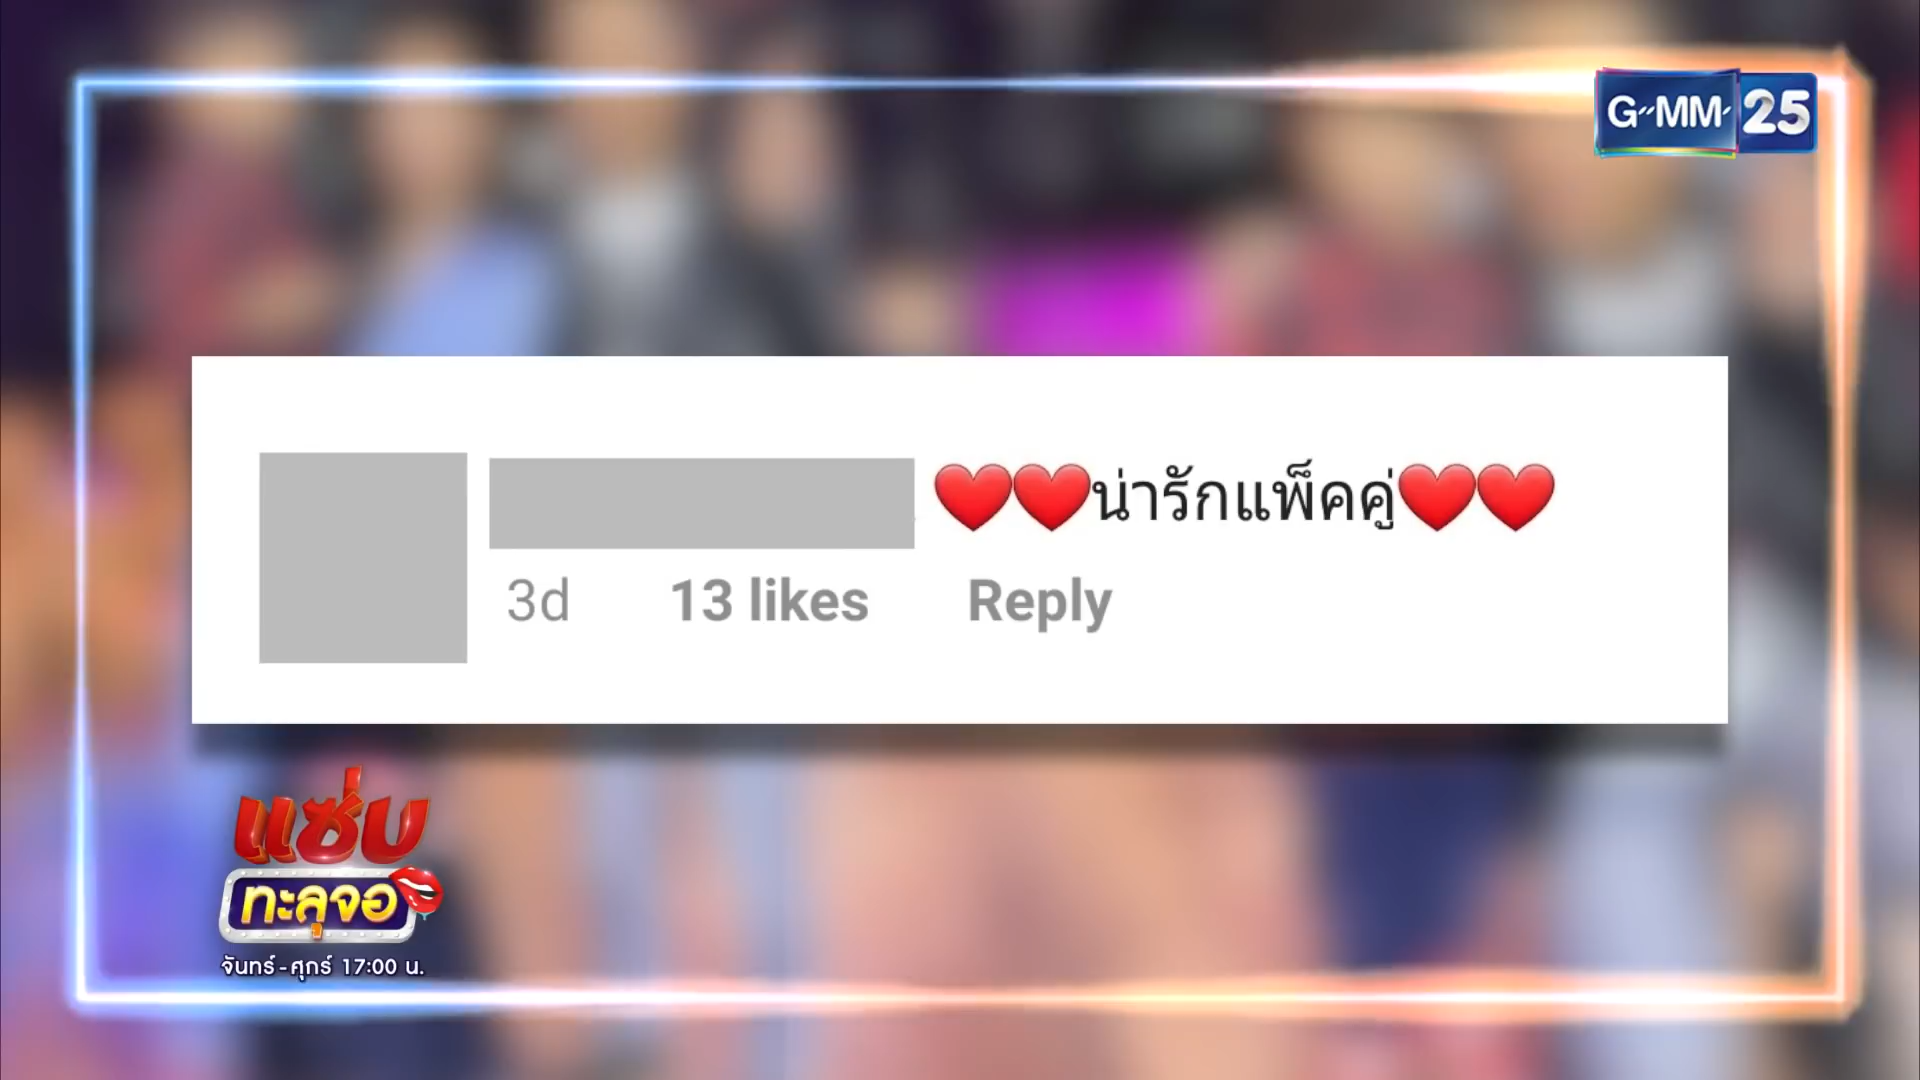 GMM 25
❤️❤️น่ารักแพ็คคู่❤️❤️
3d 13 likes Reply
แซ่บ
ทะลุจอ
จันทร์-ศุกร์ 17:00 น.